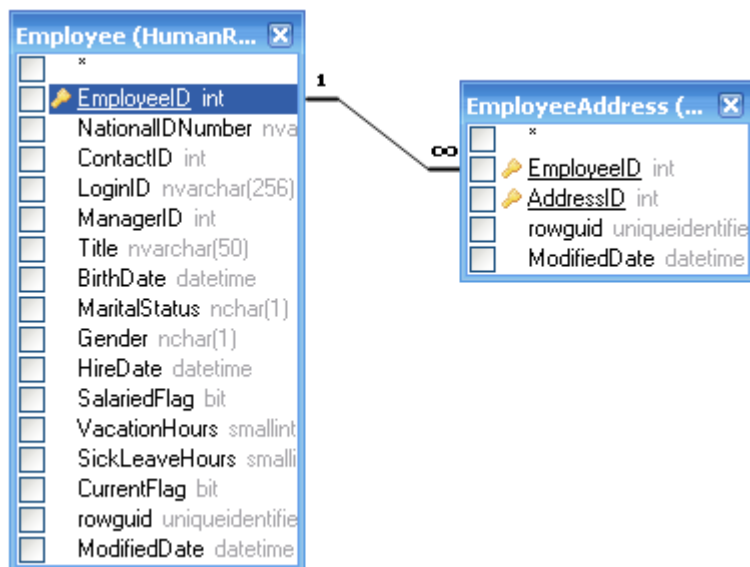 Employee (HumanR...
*
EmployeeID int
NationalIDNumber nva
ContactID int
LoginID nvarchar(256)
ManagerID int
Title nvarchar(50)
BirthDate datetime
MaritalStatus nchar(1)
Gender nchar(1)
HireDate datetime
SalariedFlag bit
VacationHours smallint
SickLeaveHours smalli
CurrentFlag bit
rowguid uniqueidentifie
ModifiedDate datetime
1
∞
EmployeeAddress (...
*
EmployeeID int
AddressID int
rowguid uniqueidentifie
ModifiedDate datetime